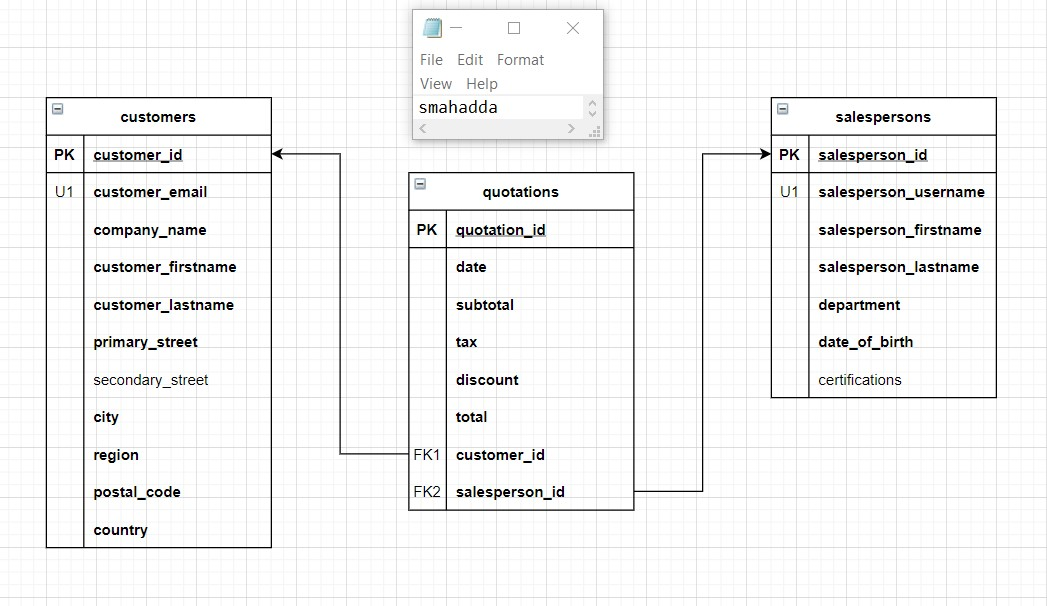 File Edit Format
View Help
smahadda
customers
PK customer_id
U1 customer_email
company_name
customer_firstname
customer_lastname
primary_street
secondary_street
city
region
postal_code
country
quotations
PK quotation_id
date
subtotal
tax
discount
total
FK1 customer_id
FK2 salesperson_id
salespersons
PK salesperson_id
U1 salesperson_username
salesperson_firstname
salesperson_lastname
department
date_of_birth
certifications